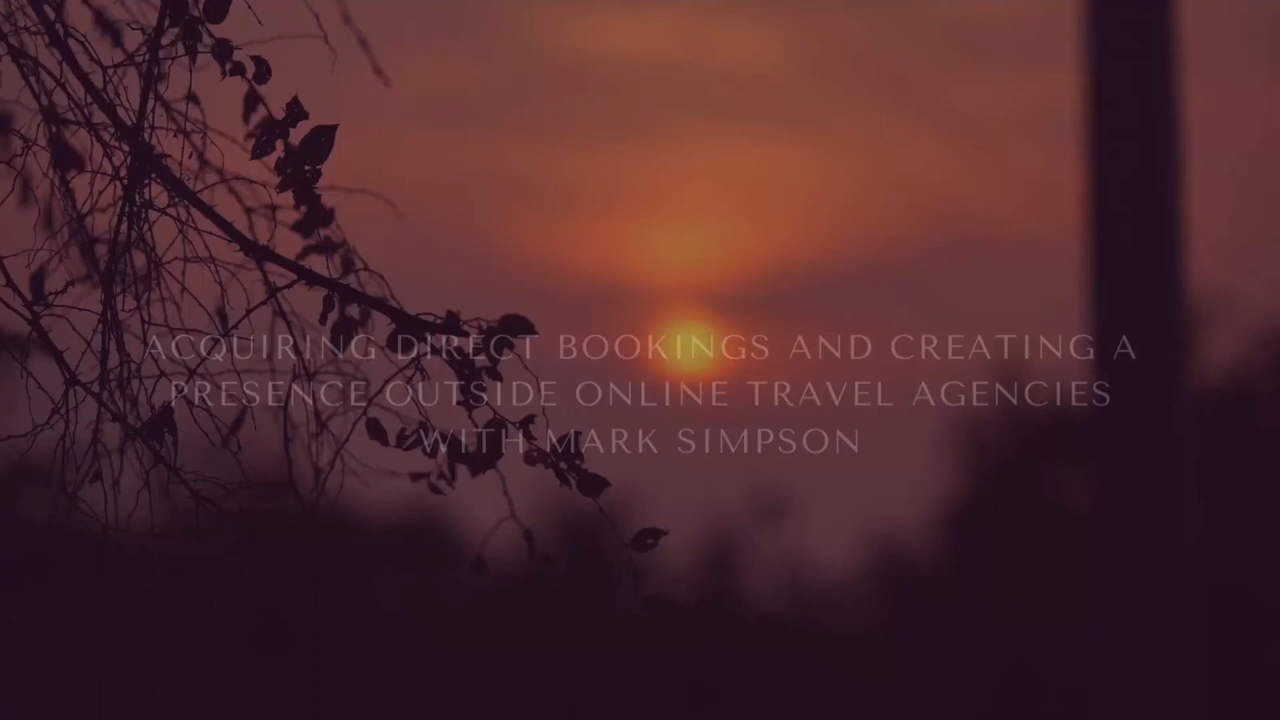 ACQUIRING DIRECT BOOKINGS AND CREATING A
PRESENCE OUTSIDE ONLINE TRAVEL AGENCIES
WITH MARK SIMPSON